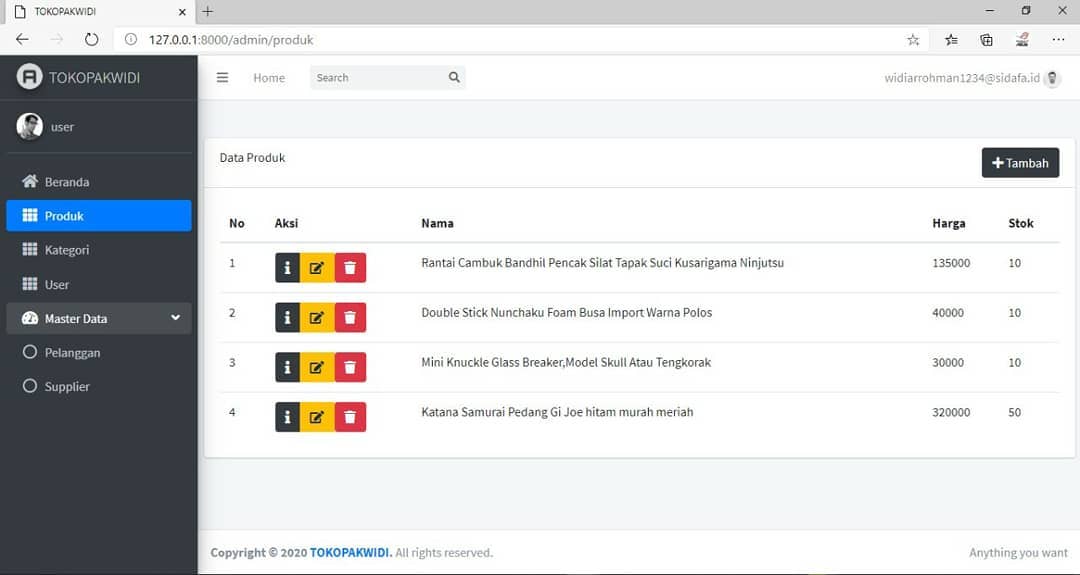 TOKOPAKWIDI
127.0.0.1:8000/admin/produk
TOKOPAKWIDI
Home
Search
widiarrohman1234@sidafa.id
user
Beranda
Produk
Kategori
User
Master Data
Pelanggan
Supplier
Data Produk
Tambah
No Aksi Nama Harga Stok
1 Rantai Cambuk Bandhil Pencak Silat Tapak Suci Kusarigama Ninjutsu 135000 10
2 Double Stick Nunchaku Foam Busa Import Warna Polos 40000 10
3 Mini Knuckle Glass Breaker,Model Skull Atau Tengkorak 30000 10
4 Katana Samurai Pedang Gi Joe hitam murah meriah 320000 50
Copyright © 2020 TOKOPAKWIDI. All rights reserved.
Anything you want